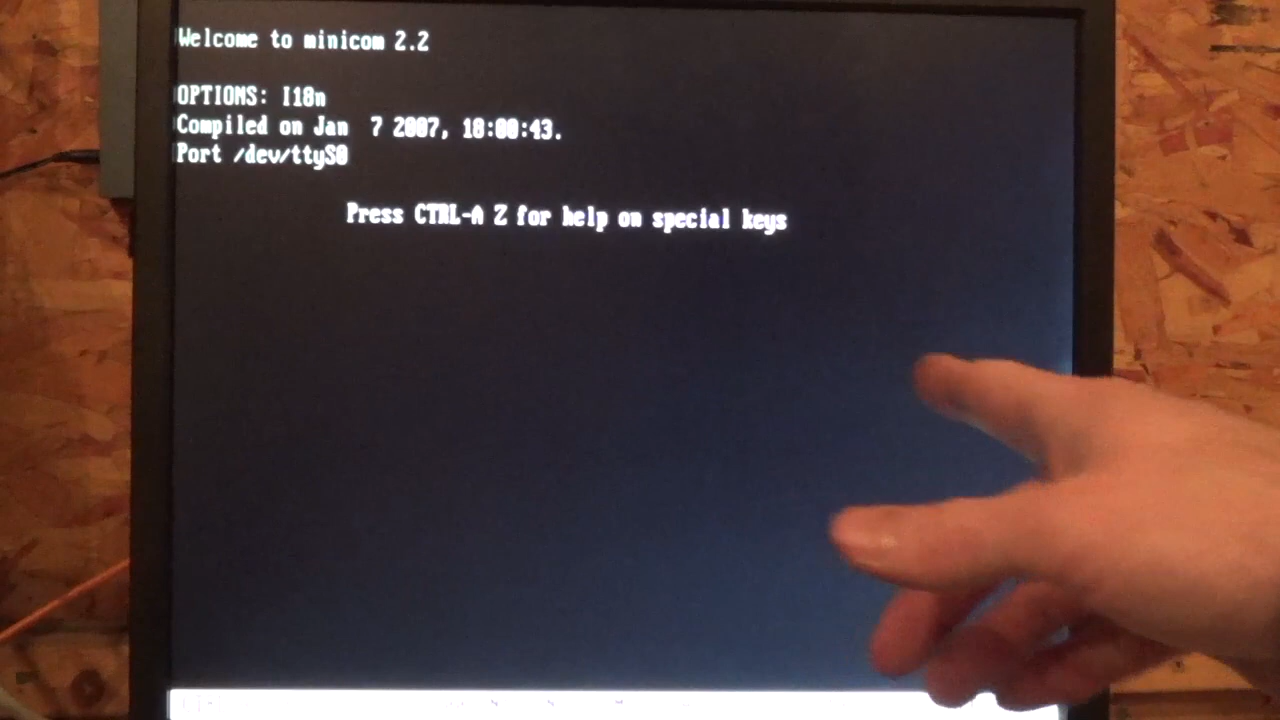 Welcome to minicom 2.2
OPTIONS: I18n
Compiled on Jan  7 2007, 18:00:43.
Port /dev/ttyS0
Press CTRL-A Z for help on special keys